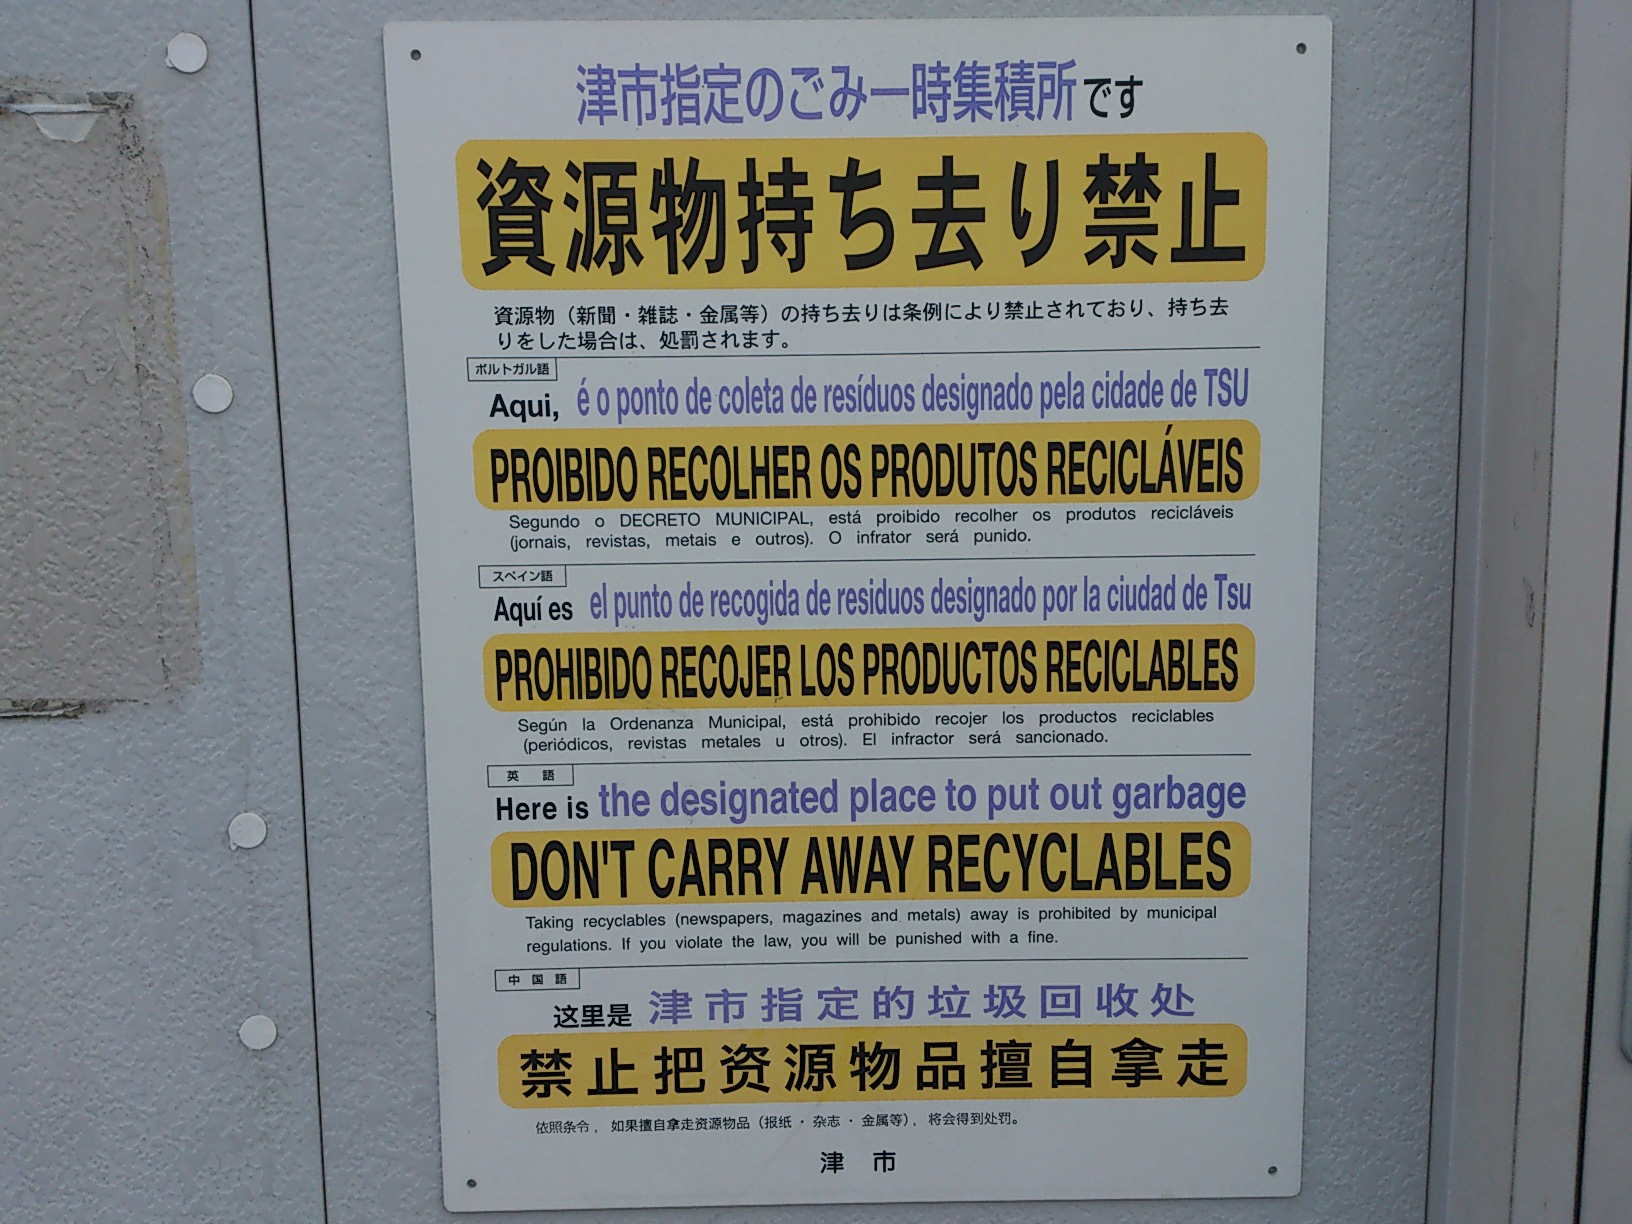 津市指定のごみ一時集積所です
資源物持ち去り禁止
資源物（新聞・雑誌・金属等）の持ち去りは条例により禁止されており、持ち去
りをした場合は、処罰されます。
ポルトガル語
Aqui, é o ponto de coleta de resíduos designado pela cidade de TSU
PROIBIDO RECOLHER OS PRODUTOS RECICLÁVEIS
Segundo o DECRETO MUNICIPAL, está proibido recolher os produtos recicláveis
(jornais, revistas, metais e outros). O infrator será punido.
スペイン語
Aquí es el punto de recogida de residuos designado por la ciudad de Tsu
PROHIBIDO RECOJER LOS PRODUCTOS RECICLABLES
Según la Ordenanza Municipal, está prohibido recojer los productos reciclables
(periódicos, revistas metales u otros). El infractor será sancionado.
英語
Here is the designated place to put out garbage
DON'T CARRY AWAY RECYCLABLES
Taking recyclables (newspapers, magazines and metals) away is prohibited by municipal
regulations. If you violate the law, you will be punished with a fine.
中国語
这里是 津市指定的垃圾回收处
禁止把资源物品擅自拿走
依照条令，如果擅自拿走资源物品（报纸・杂志・金属等），将会得到处罚。
津市